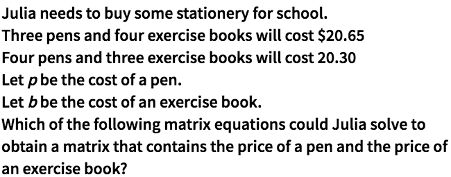 Julia needs to buy some stationery for school.
Three pens and four exercise books will cost $20.65
Four pens and three exercise books will cost 20.30
Let p be the cost of a pen.
Let b be the cost of an exercise book.
Which of the following matrix equations could Julia solve to
obtain a matrix that contains the price of a pen and the price of
an exercise book?